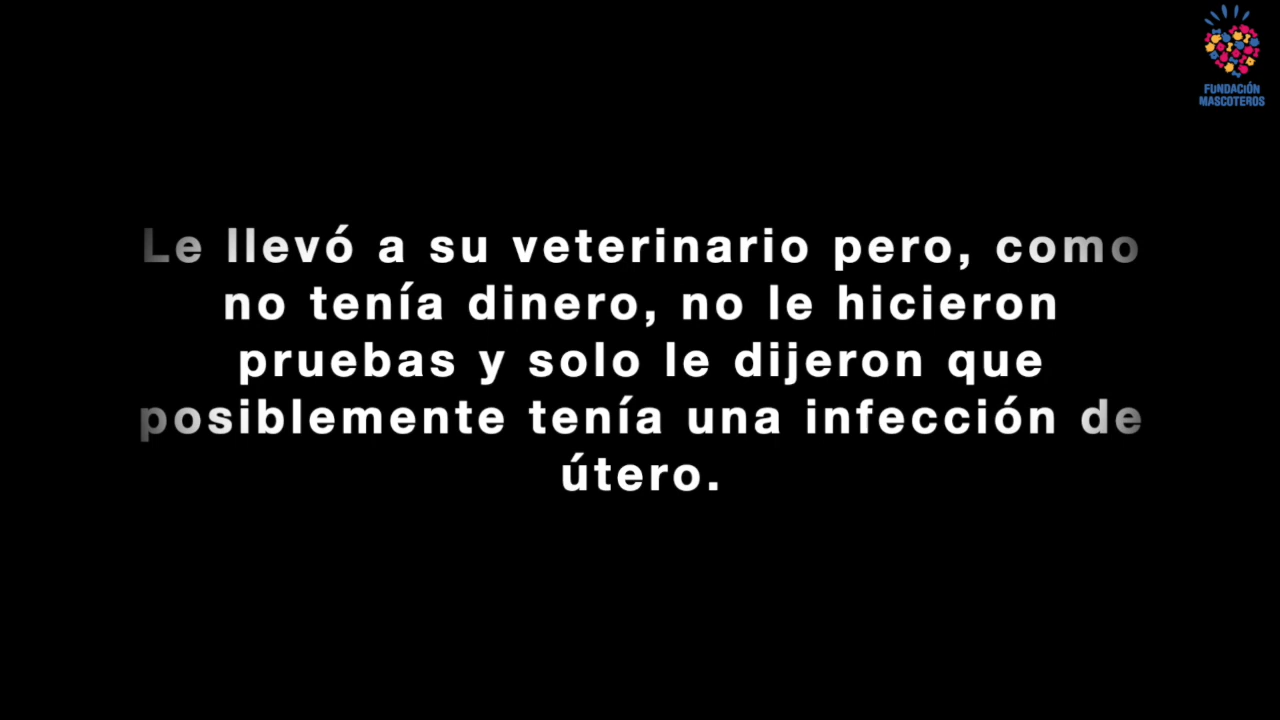 FUNDACIÓN
MASCOTEROS
Le llevó a su veterinario pero, como
no tenía dinero, no le hicieron
pruebas y solo le dijeron que
posiblemente tenía una infección de
útero.